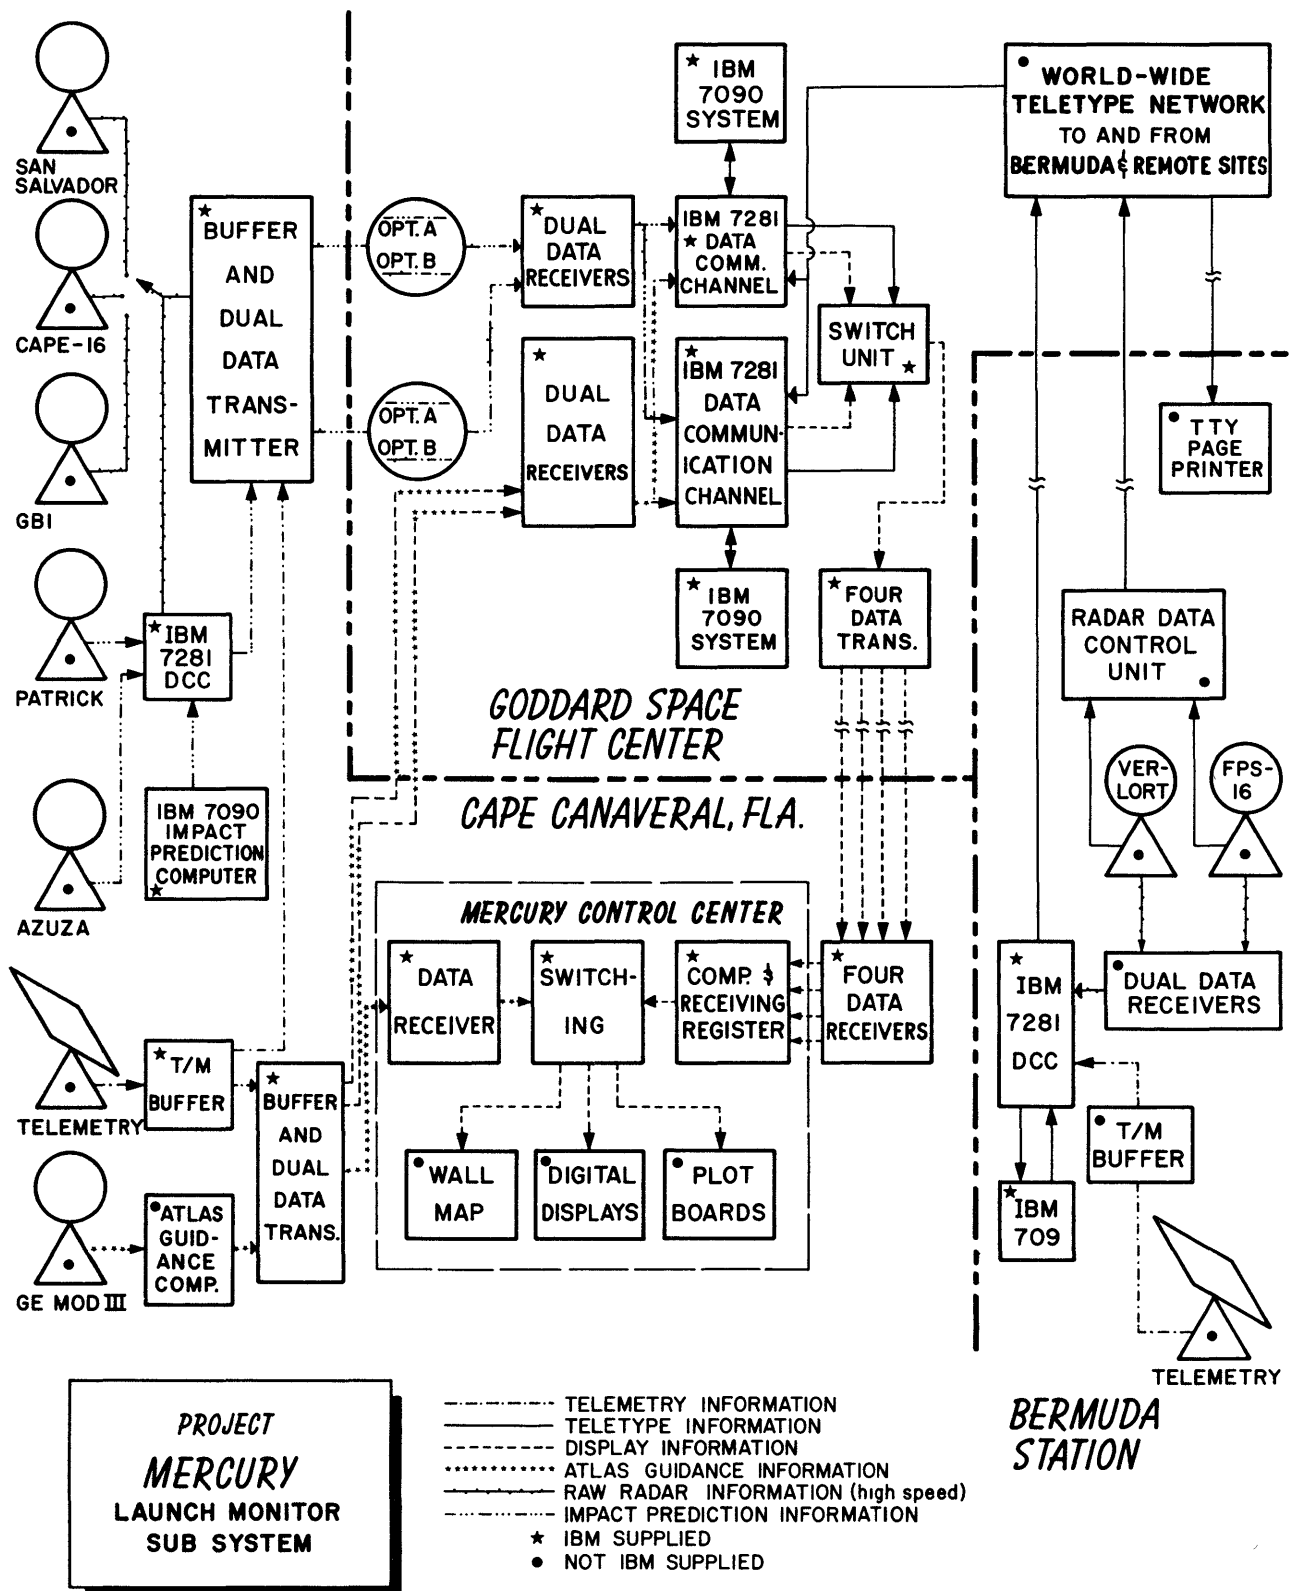 SAN
SALVADOR
CAPE-16
GBI
PATRICK
AZUZA
TELEMETRY
GE MOD III
BUFFER
AND
DUAL
DATA
TRANS-
MITTER
IBM
7281
DCC
IBM 7090
IMPACT
PREDICTION
COMPUTER
T/M
BUFFER
ATLAS
GUID-
ANCE
COMP.
BUFFER
AND
DUAL
DATA
TRANS.
OPT. A
OPT. B
OPT. A
OPT. B
DUAL
DATA
RECEIVERS
DUAL
DATA
RECEIVERS
IBM
7090
SYSTEM
IBM 7281
DATA
COMM.
CHANNEL
IBM 7281
DATA
COMMUN-
ICATION
CHANNEL
IBM
7090
SYSTEM
SWITCH
UNIT
FOUR
DATA
TRANS.
GODDARD SPACE
FLIGHT CENTER
CAPE CANAVERAL, FLA.
MERCURY CONTROL CENTER
DATA
RECEIVER
SWITCH-
ING
COMP. &
RECEIVING
REGISTER
FOUR
DATA
RECEIVERS
WALL
MAP
DIGITAL
DISPLAYS
PLOT
BOARDS
WORLD-WIDE
TELETYPE NETWORK
TO AND FROM
BERMUDA & REMOTE SITES
TTY
PAGE
PRINTER
RADAR DATA
CONTROL
UNIT
VER-
LORT
FPS-
16
DUAL DATA
RECEIVERS
IBM
7281
DCC
T/M
BUFFER
IBM
709
TELEMETRY
BERMUDA
STATION
PROJECT
MERCURY
LAUNCH MONITOR
SUB SYSTEM
TELEMETRY INFORMATION
TELETYPE INFORMATION
DISPLAY INFORMATION
ATLAS GUIDANCE INFORMATION
RAW RADAR INFORMATION (high speed)
IMPACT PREDICTION INFORMATION
★ IBM SUPPLIED
● NOT IBM SUPPLIED